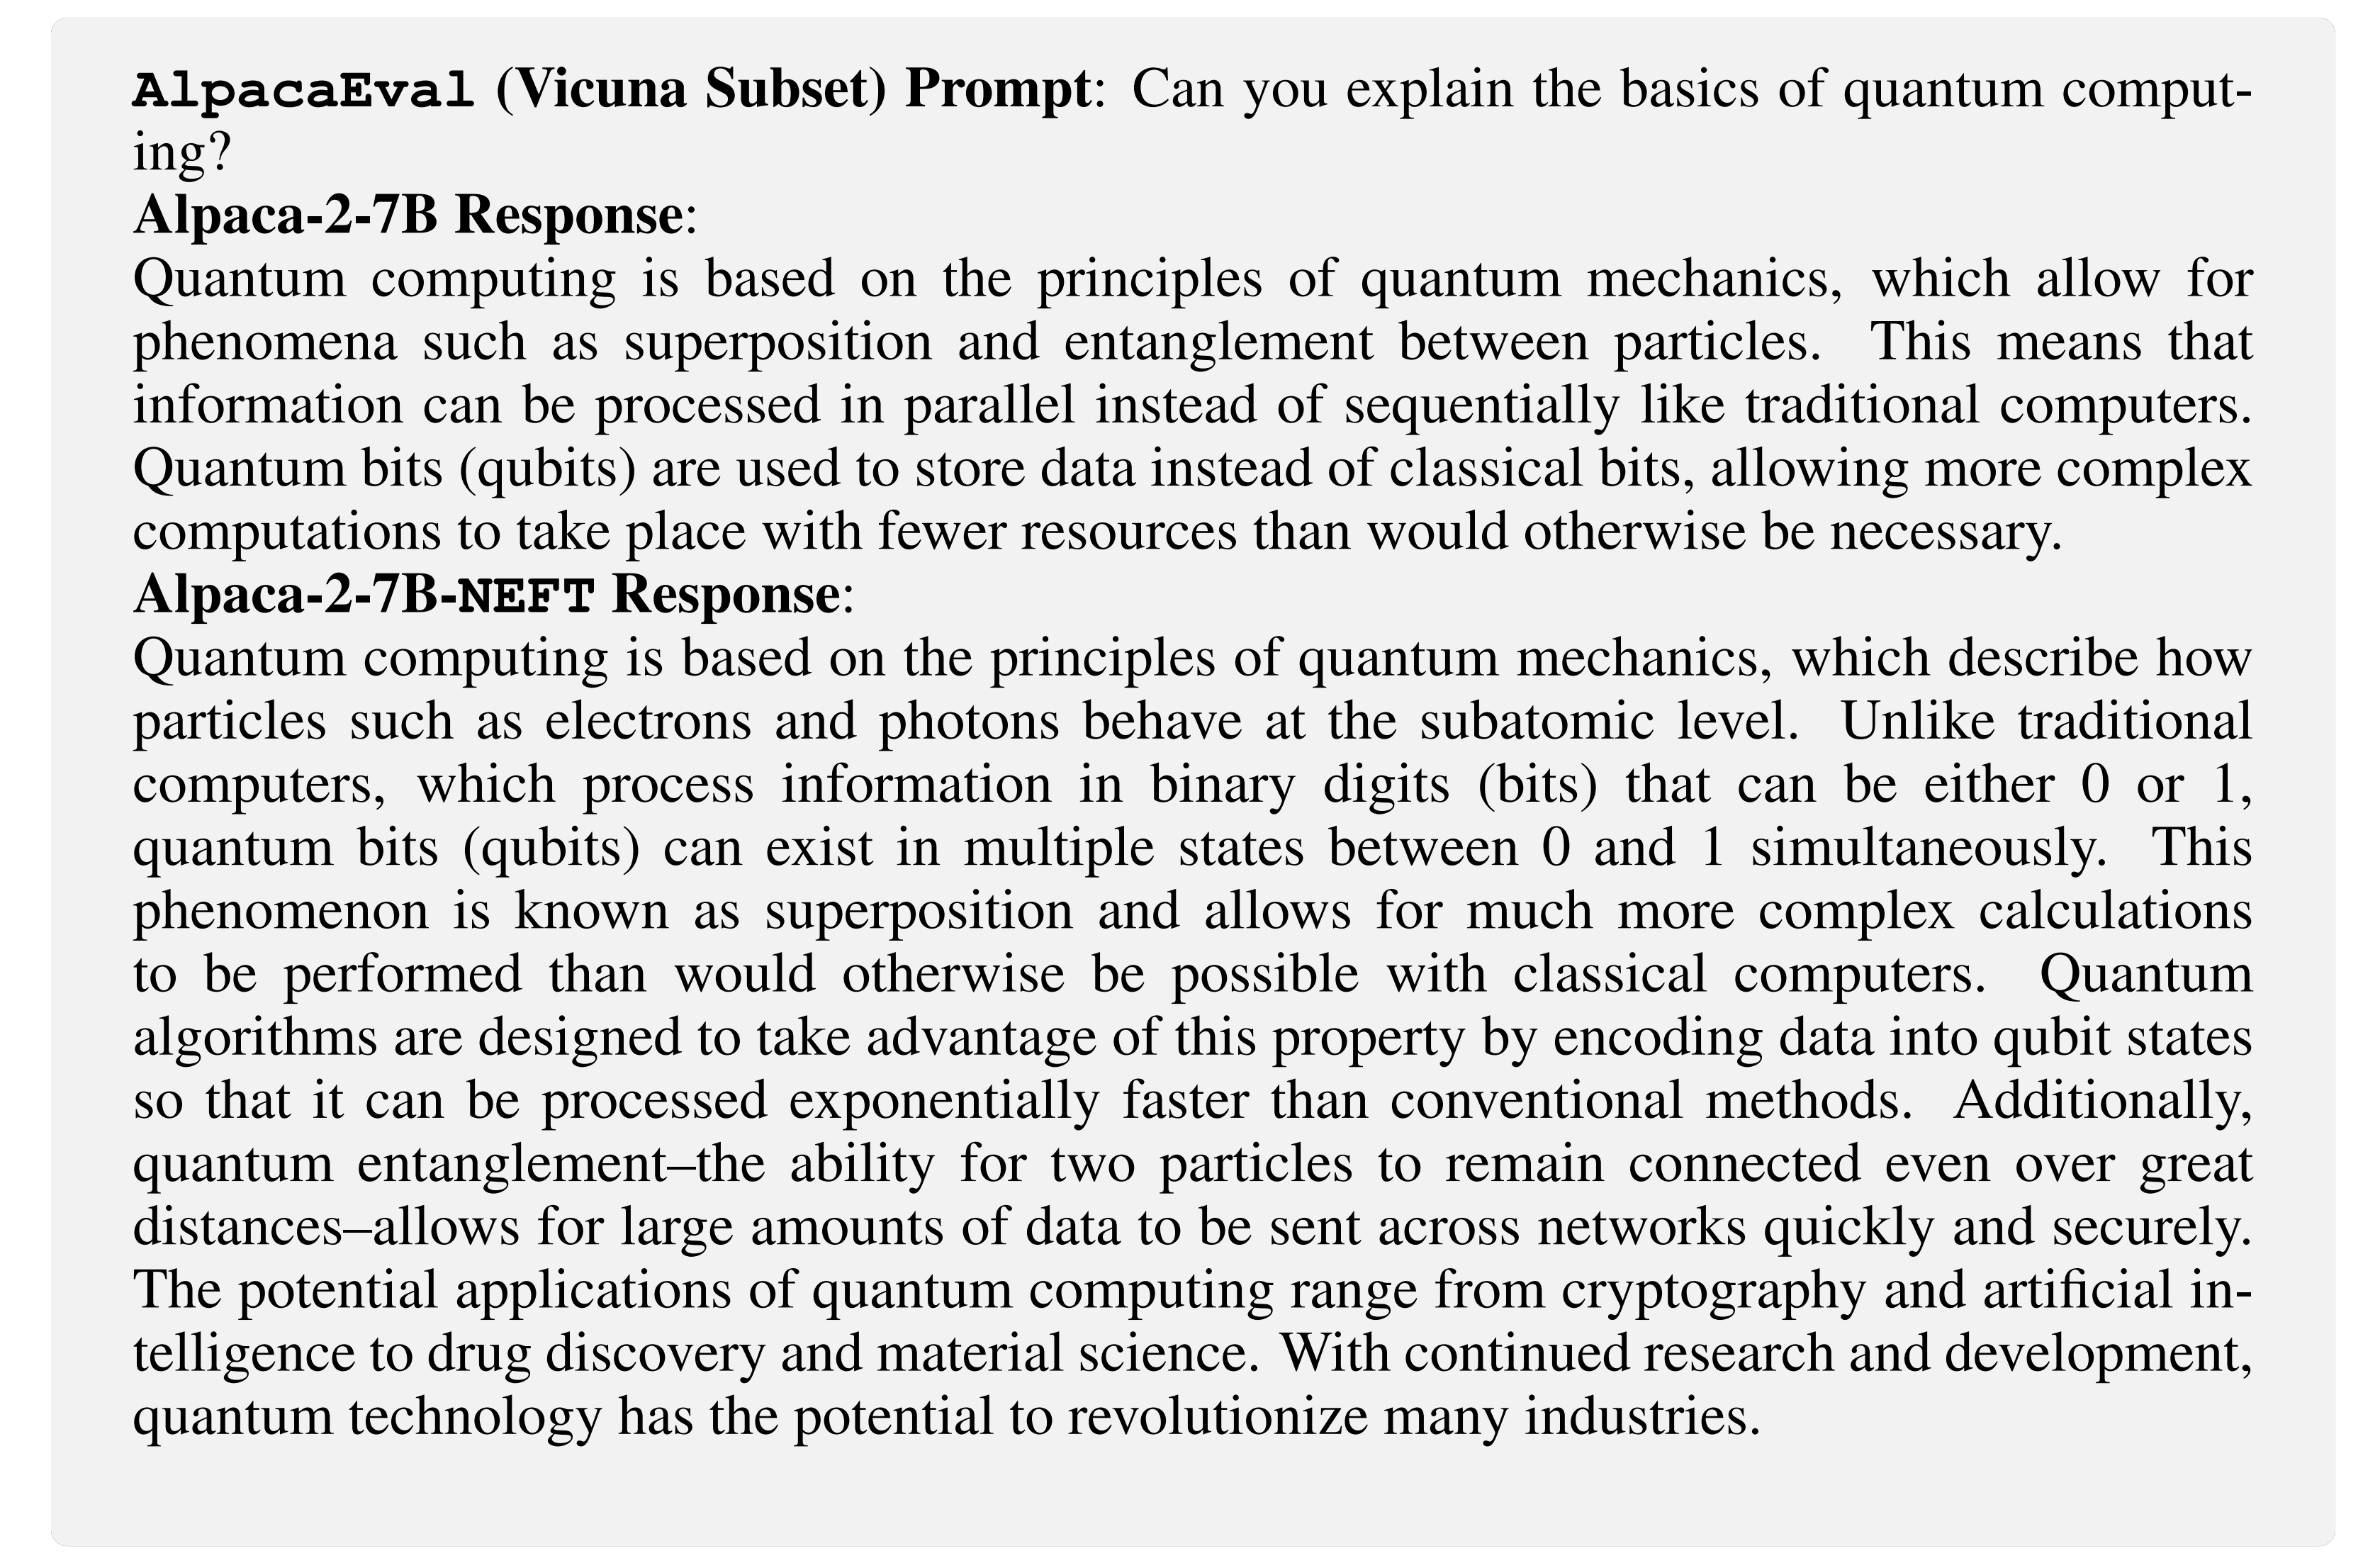 AlpacaEval (Vicuna Subset) Prompt: Can you explain the basics of quantum comput-
ing?
Alpaca-2-7B Response:
Quantum computing is based on the principles of quantum mechanics, which allow for
phenomena such as superposition and entanglement between particles. This means that
information can be processed in parallel instead of sequentially like traditional computers.
Quantum bits (qubits) are used to store data instead of classical bits, allowing more complex
computations to take place with fewer resources than would otherwise be necessary.
Alpaca-2-7B-NEFT Response:
Quantum computing is based on the principles of quantum mechanics, which describe how
particles such as electrons and photons behave at the subatomic level. Unlike traditional
computers, which process information in binary digits (bits) that can be either 0 or 1,
quantum bits (qubits) can exist in multiple states between 0 and 1 simultaneously. This
phenomenon is known as superposition and allows for much more complex calculations
to be performed than would otherwise be possible with classical computers. Quantum
algorithms are designed to take advantage of this property by encoding data into qubit states
so that it can be processed exponentially faster than conventional methods. Additionally,
quantum entanglement–the ability for two particles to remain connected even over great
distances–allows for large amounts of data to be sent across networks quickly and securely.
The potential applications of quantum computing range from cryptography and artificial in-
telligence to drug discovery and material science. With continued research and development,
quantum technology has the potential to revolutionize many industries.